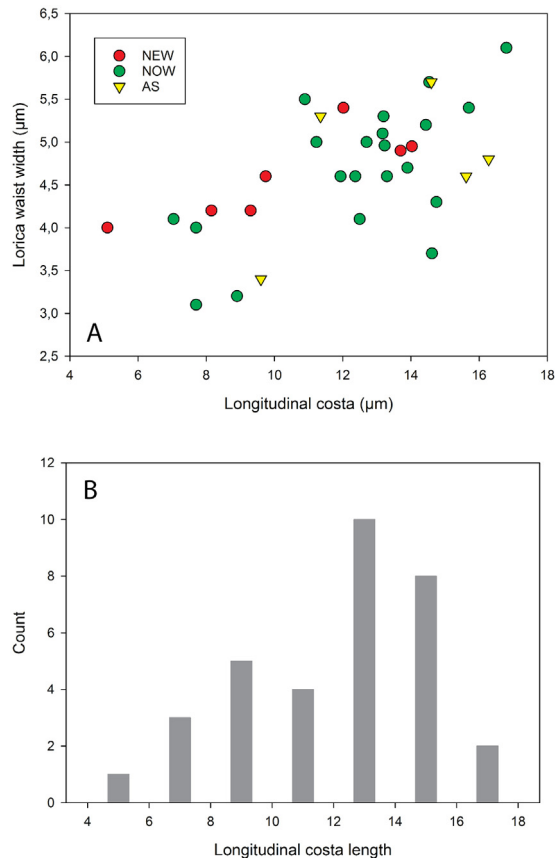 6,5
6,0
5,5
5,0
4,5
4,0
3,5
3,0
2,5
Lorica waist width (µm)
NEW
NOW
AS
A
4 6 8 10 12 14 16 18
Longitudinal costa (µm)
B
12
10
8
6
4
2
0
Count
4 6 8 10 12 14 16 18
Longitudinal costa length